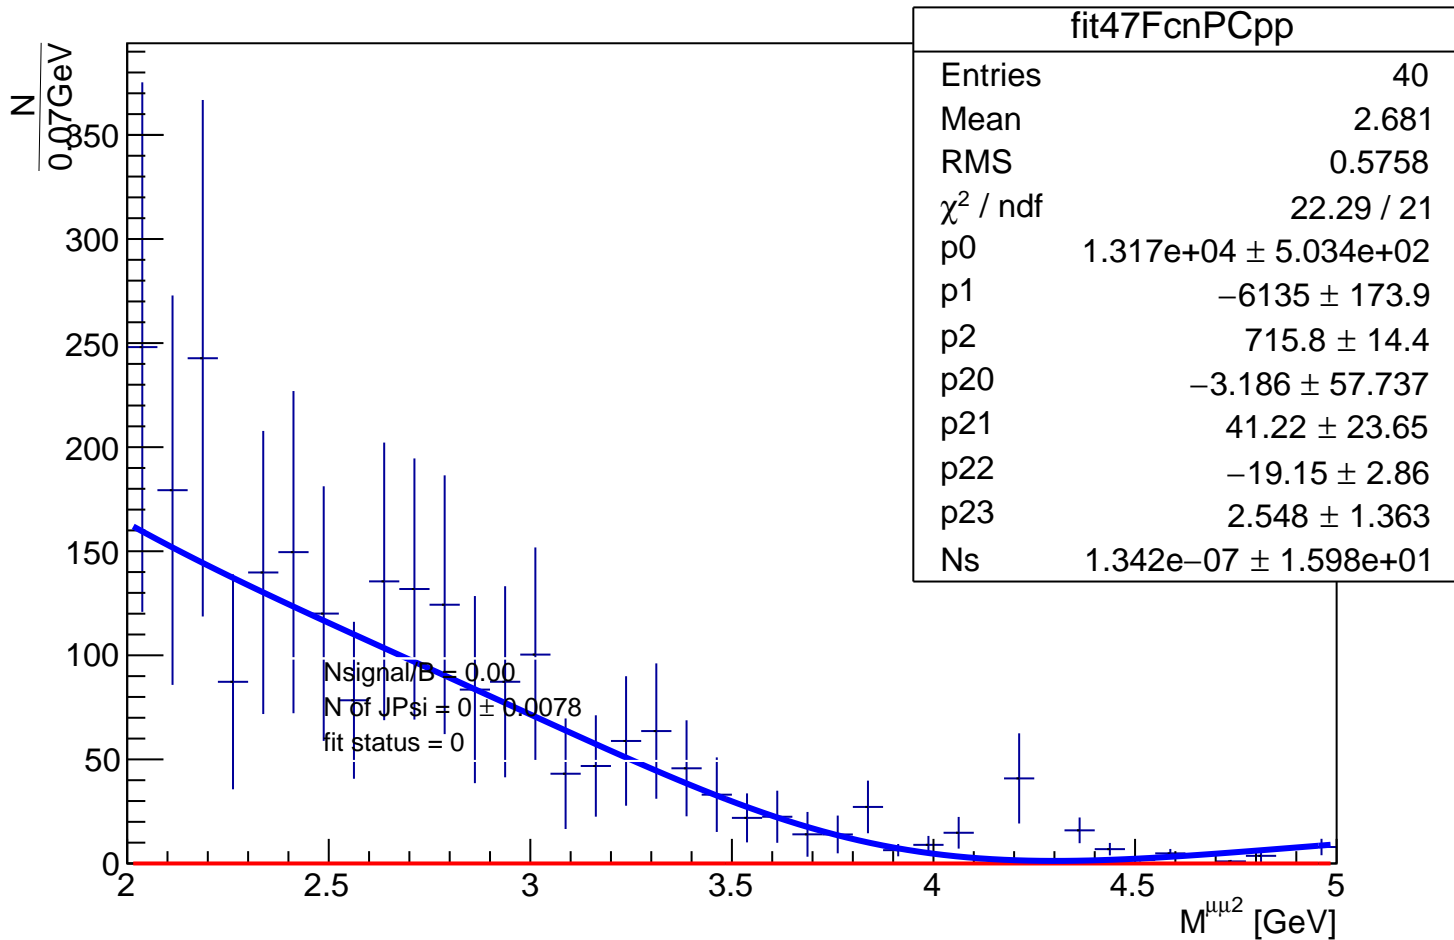 N
0.07GeV
fit47FcnPCpp
Entries 40
Mean 2.681
RMS 0.5758
χ² / ndf 22.29 / 21
p0 1.317e+04 ± 5.034e+02
p1 −6135 ± 173.9
p2 715.8 ± 14.4
p20 −3.186 ± 57.737
p21 41.22 ± 23.65
p22 −19.15 ± 2.86
p23 2.548 ± 1.363
Ns 1.342e−07 ± 1.598e+01
350
300
250
200
150
100
50
0
Nsignal/B = 0.00
N of JPsi = 0 ± 0.0078
fit status = 0
2 2.5 3 3.5 4 4.5 5
M^μμ2 [GeV]